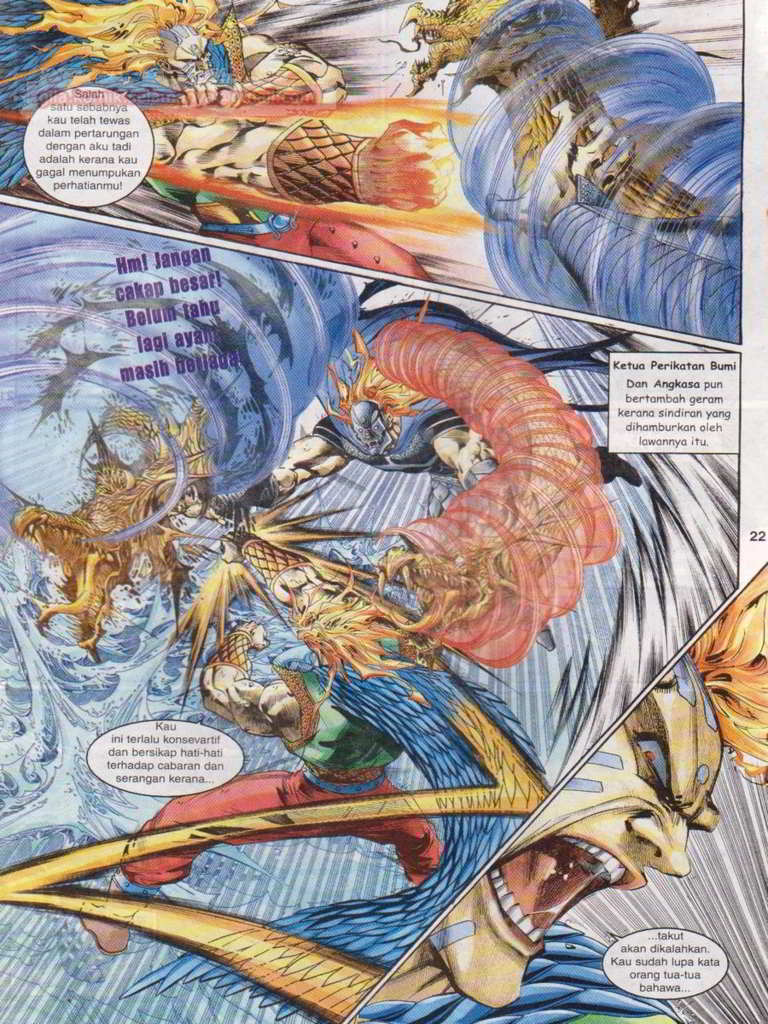 Salah
satu sebabnya
kau telah tewas
dalam pertarungan
dengan aku tadi
adalah kerana kau
gagal menumpukan
perhatianmu!
Hm! Jangan
cakap besar!
Belum tahu
lagi ayam
masih berlaga!
Ketua Perikatan Bumi
Dan Angkasa pun
bertambah geram
kerana sindiran yang
dihamburkan oleh
lawannya itu.
22
Kau
ini terlalu konsevartif
dan bersikap hati-hati
terhadap cabaran dan
serangan kerana...
...takut
akan dikalahkan.
Kau sudah lupa kata
orang tua-tua
bahawa...